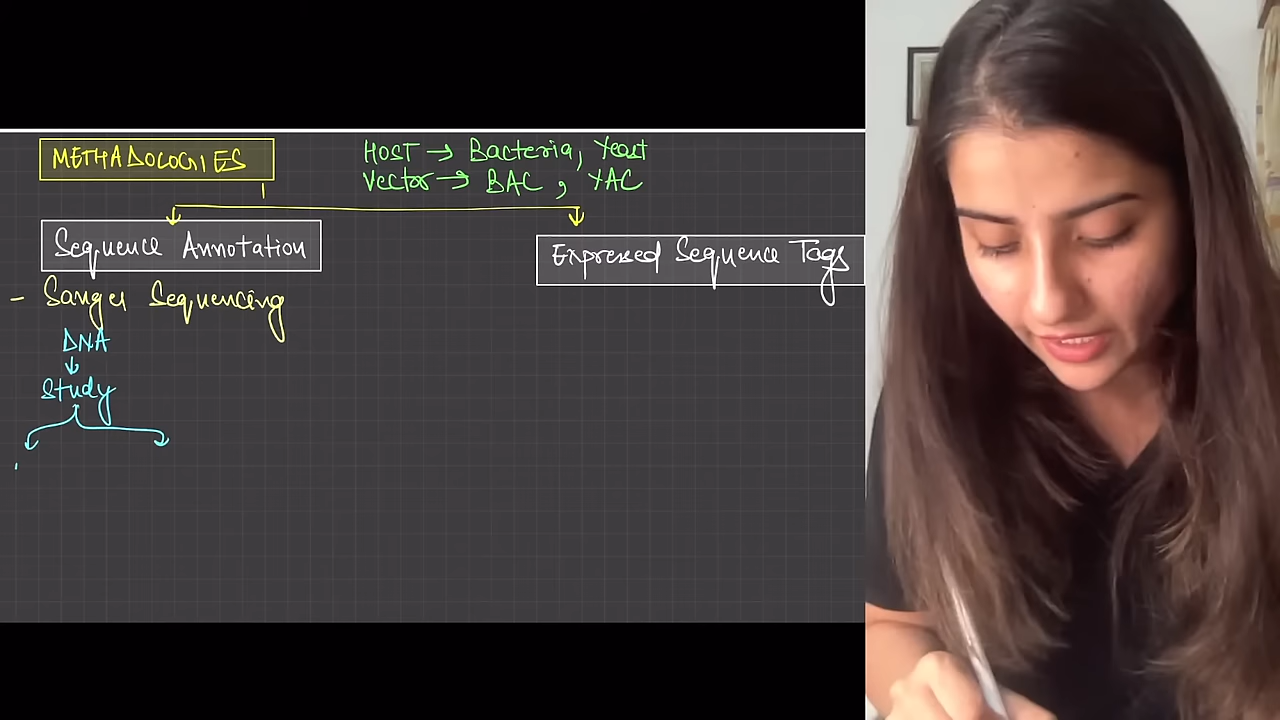 METHADOLOGIES
HOST → Bacteria, Yeast
Vector → BAC, YAC
Sequence Annotation
Expressed Sequence Tags
- Sanger Sequencing
DNA
↓
Study